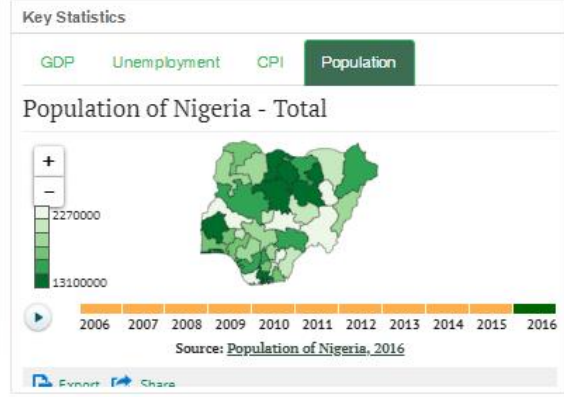 Key Statistics
GDP Unemployment CPI Population
Population of Nigeria - Total
+
−
2270000
13100000
2006 2007 2008 2009 2010 2011 2012 2013 2014 2015 2016
Source: Population of Nigeria, 2016
Export Share